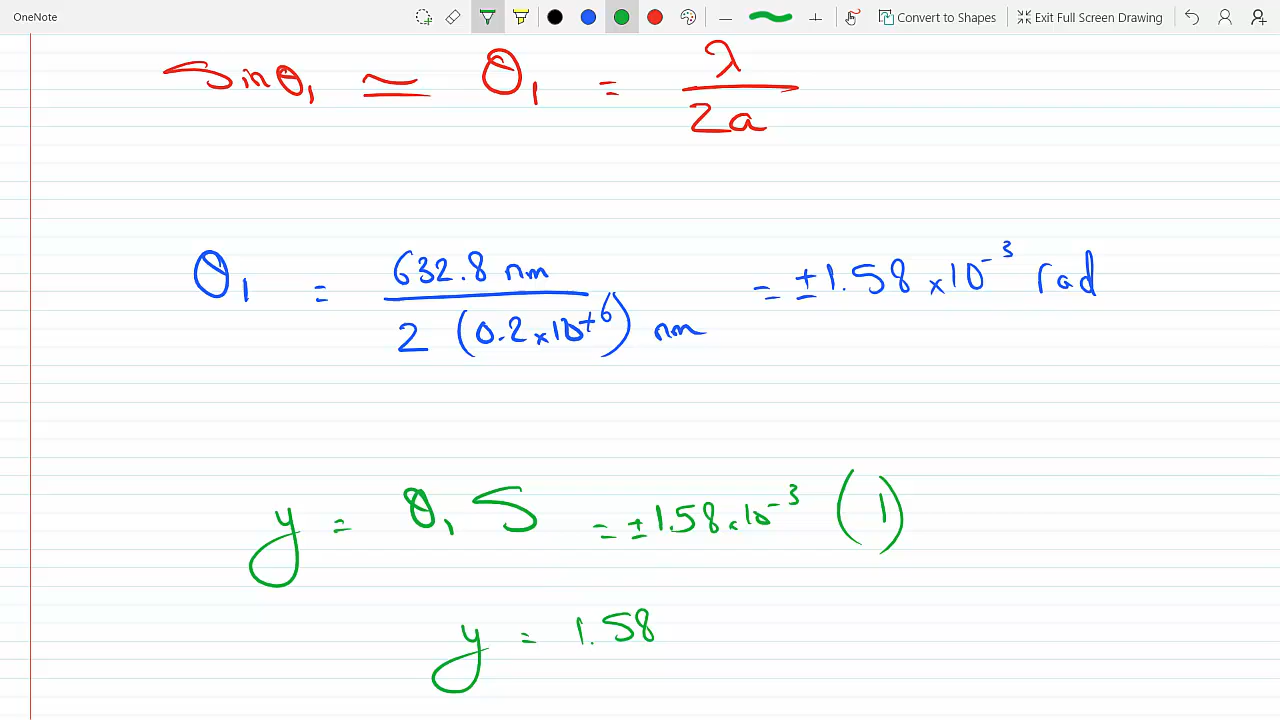 OneNote
Convert to Shapes
Exit Full Screen Drawing
sinθ₁ ≃ θ₁ = λ / 2a
θ₁ = 632.8 nm / 2 (0.2×10⁺⁶) nm = ±1.58×10⁻³ rad
y = θ₁ S = ±1.58×10⁻³ (1)
y = 1.58